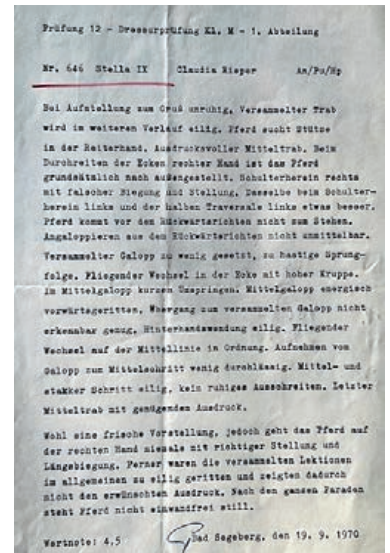 Prüfung 12 - Dressurprüfung Kl. M - 1. Abteilung
Nr. 646 Stella IX Claudia Rieper An/Po/Hp
Bei Aufstellung zum Gruß unruhig, Versammelter Trab
wird im weiteren Verlauf eilig. Pferd sucht Stütze
in der Reiterhand. Ausdrucksvoller Mitteltrab. Beim
Durchreiten der Ecken rechter Hand ist das Pferd
grundsätzlich nach außengestellt. Schulterherein rechts
mit falscher Biegung und Stellung. Dasselbe beim Schulter-
herein links und der halben Traversale links etwas besser.
Pferd kommt vor dem Rückwärtsrichten nicht zum Stehen.
Angaloppieren aus dem Rückwärtsrichten nicht unmittelbar.
Versammelter Galopp zu wenig gesetzt, zu hastige Sprung-
folge. Fliegender Wechsel in der Ecke mit hoher Kruppe.
Im Mittelgalopp kurzes Umspringen. Mittelgalopp energisch
vorwärtsgeritten, Übergang zum versammelten Galopp nicht
erkennbar genug. Hinterhandwendung eilig. Fliegender
Wechsel auf der Mittellinie in Ordnung. Aufnehmen vom
Galopp zum Mittelschritt wenig durchlässig. Mittel- und
starker Schritt eilig, kein ruhiges Ausschreiten. Letzter
Mitteltrab mit genügendem Ausdruck.
Wohl eine frische Vorstellung, jedoch geht das Pferd auf
der rechten Hand niemals mit richtiger Stellung und
Längsbiegung. Ferner waren die versammelten Lektionen
im allgemeinen zu eilig geritten und zeigten dadurch
nicht den erwünschten Ausdruck. Nach den ganzen Paraden
steht Pferd nicht einwandfrei still.
Wertnote: 4,5 Bad Segeberg, den 19. 9. 1970